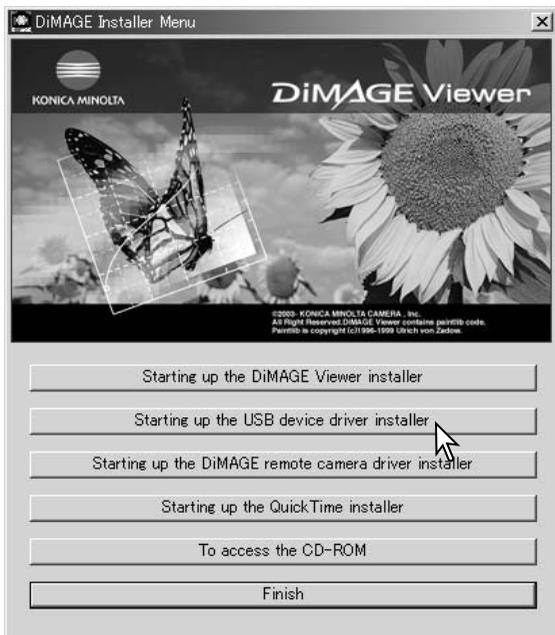 DiMAGE Installer Menu
KONICA MINOLTA
DiMAGE Viewer
©2003- KONICA MINOLTA CAMERA , Inc.
All Right Reserved.DiMAGE Viewer contains paintlib code.
Paintlib is copyright (c)1996-1999 Ulrich von Zadow.
Starting up the DiMAGE Viewer installer
Starting up the USB device driver installer
Starting up the DiMAGE remote camera driver installer
Starting up the QuickTime installer
To access the CD-ROM
Finish